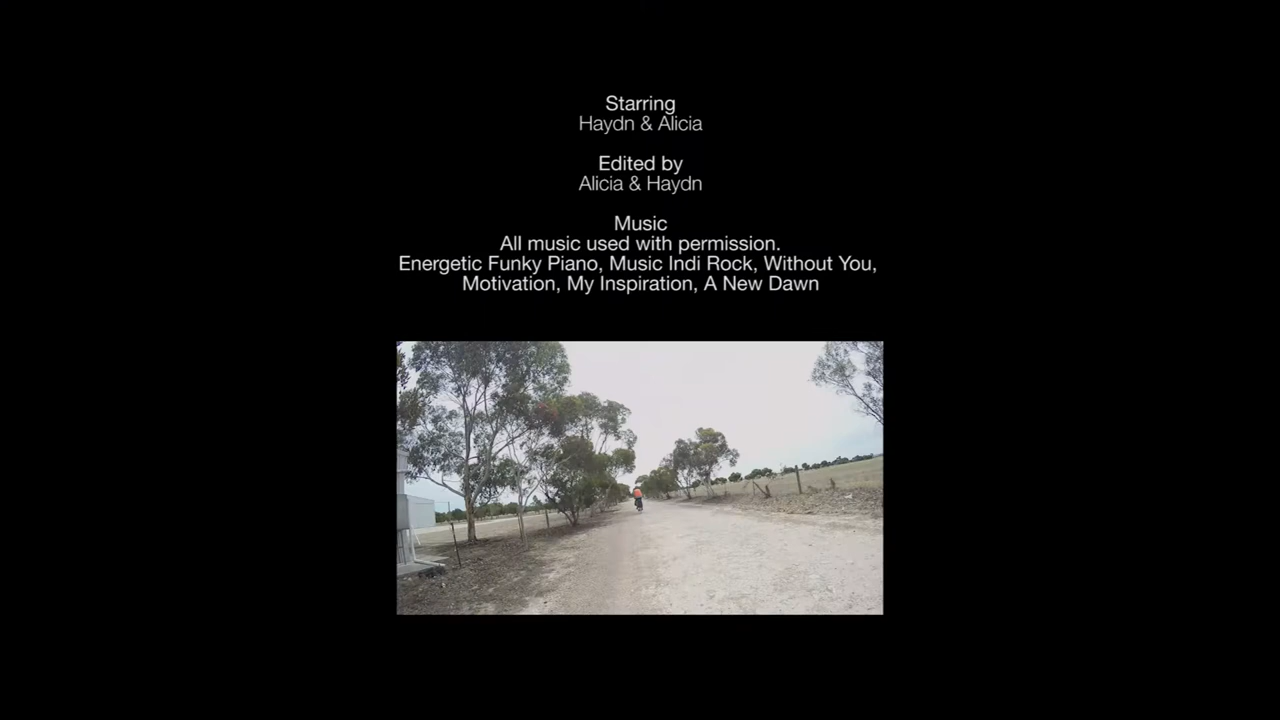 Starring
Haydn & Alicia
Edited by
Alicia & Haydn
Music
All music used with permission.
Energetic Funky Piano, Music Indi Rock, Without You,
Motivation, My Inspiration, A New Dawn